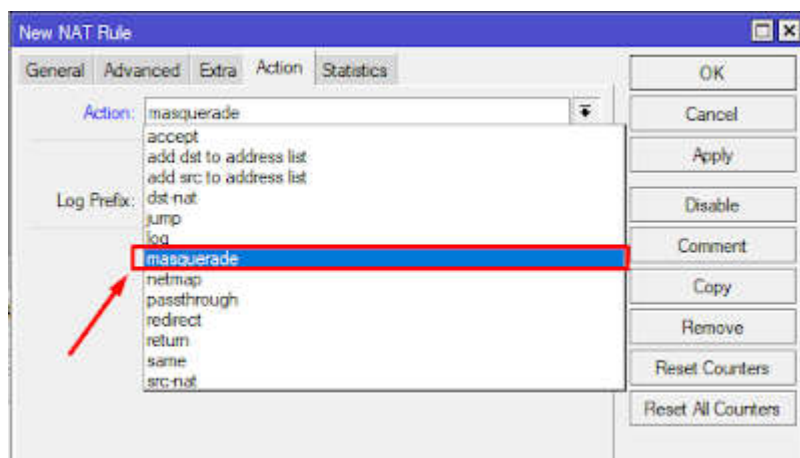 New NAT Rule
General Advanced Extra Action Statistics
Action: masquerade
accept
add dst to address list
add src to address list
Log Prefix: dst-nat
jump
log
masquerade
netmap
passthrough
redirect
return
same
src-nat
OK
Cancel
Apply
Disable
Comment
Copy
Remove
Reset Counters
Reset All Counters